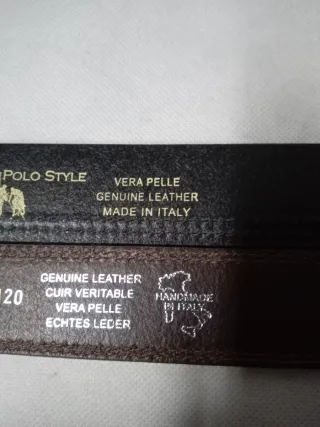 POLO STYLE
VERA PELLE
GENUINE LEATHER
MADE IN ITALY
120
GENUINE LEATHER
CUIR VERITABLE
VERA PELLE
ECHTES LEDER
HANDMADE
IN ITALY